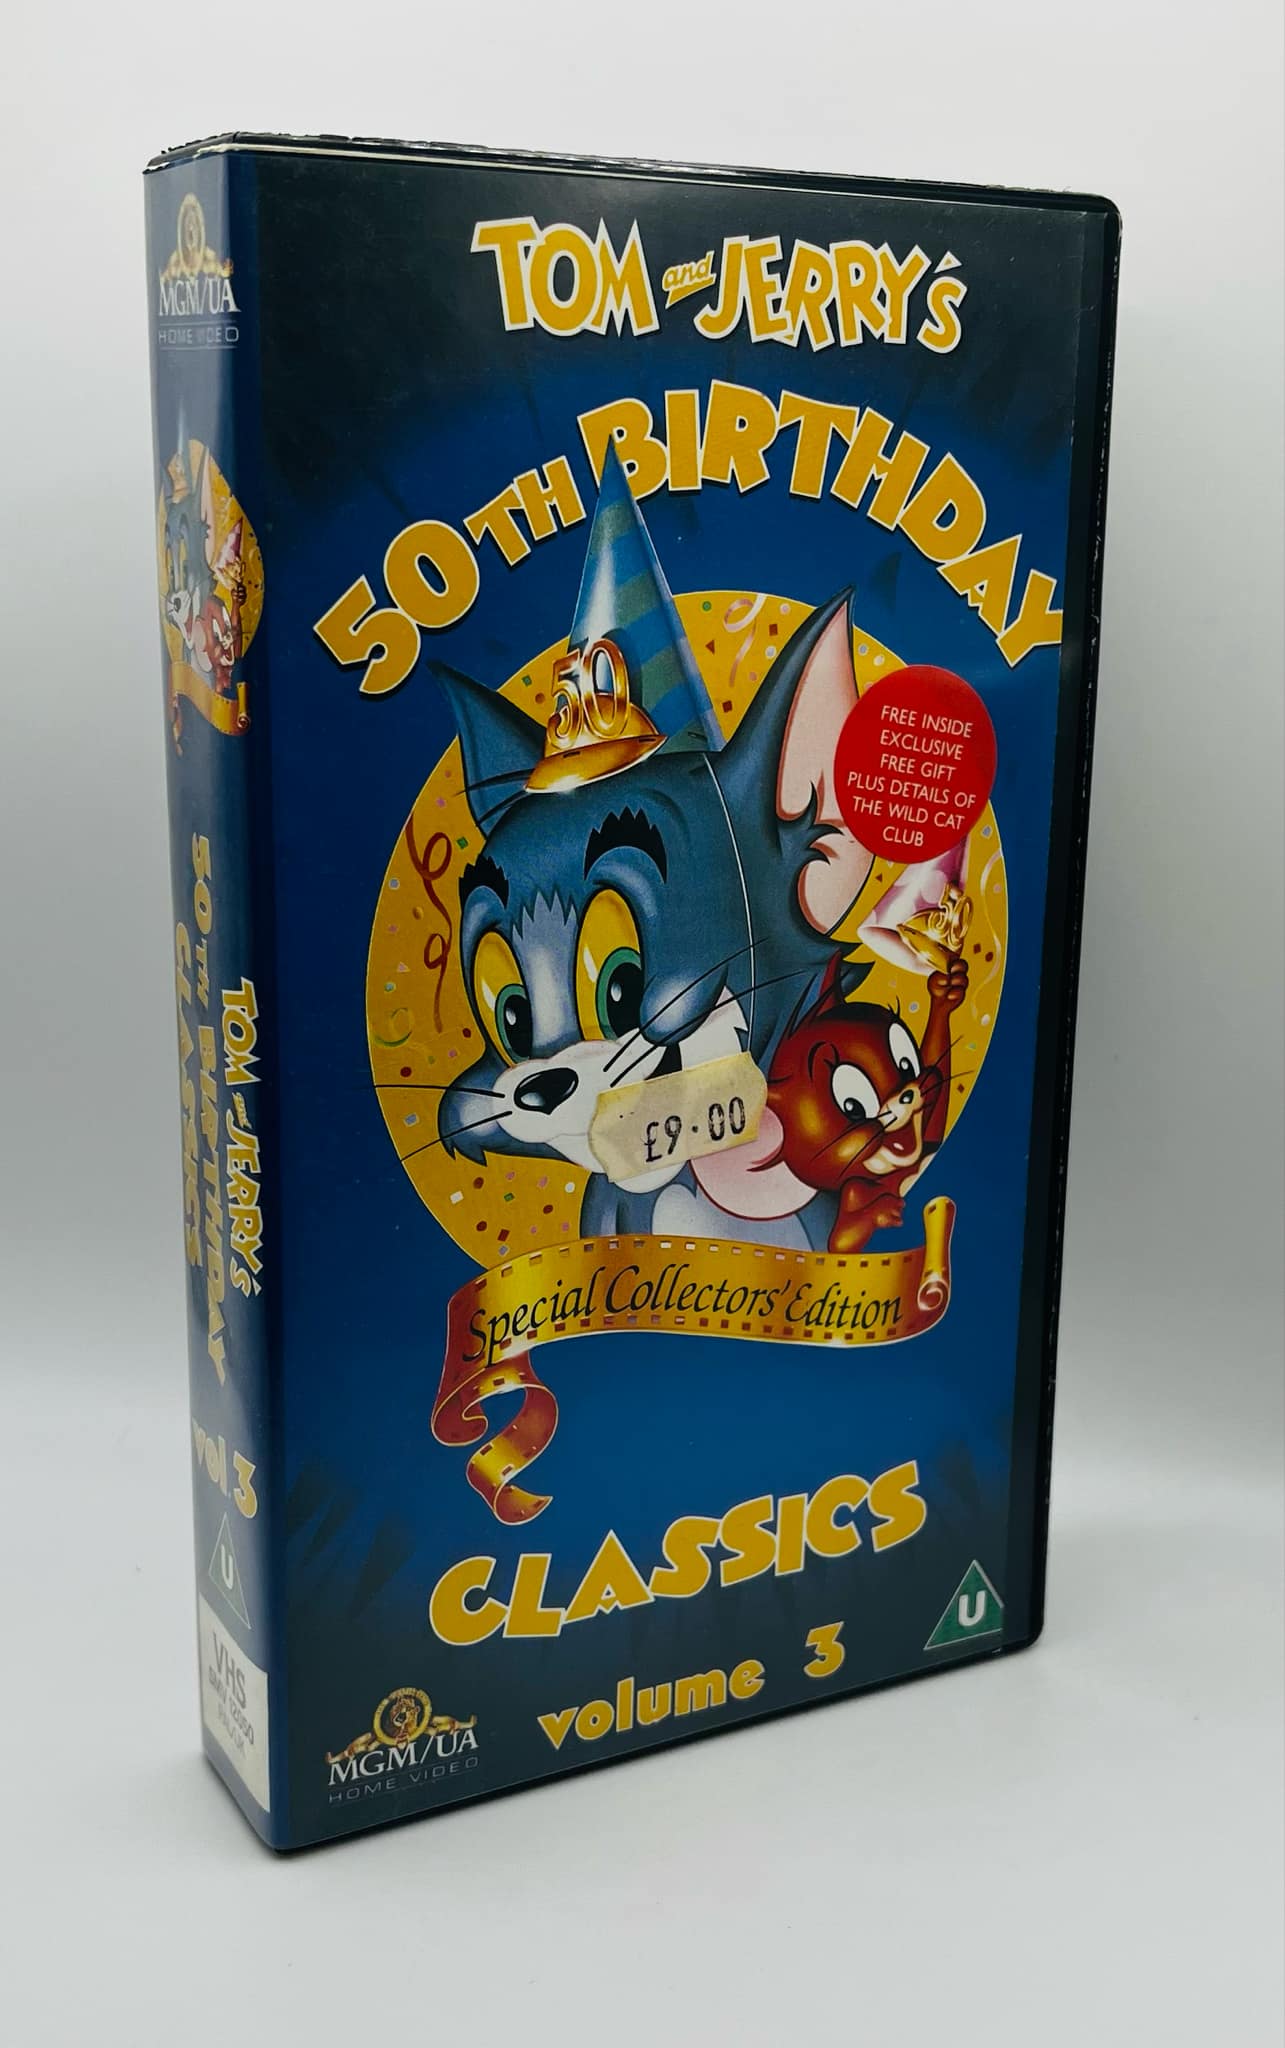 MGM/UA
HOME VIDEO
TOM and JERRY'S
50TH BIRTHDAY
CLASSICS
vol 3
U
VHS
TOM and JERRY'S
50TH BIRTHDAY
50
FREE INSIDE
EXCLUSIVE
FREE GIFT
PLUS DETAILS OF
THE WILD CAT
CLUB
50
£9.00
Special Collectors' Edition
CLASSICS
volume 3
U
MGM/UA
HOME VIDEO